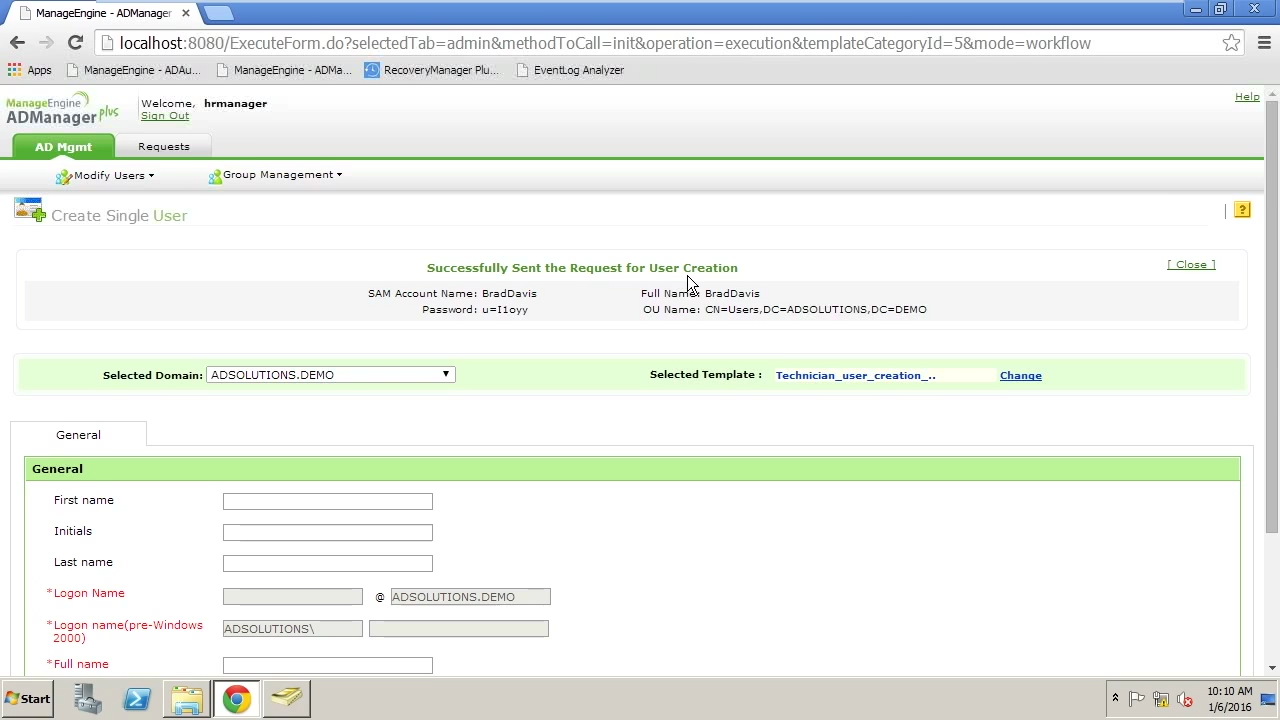 ManageEngine - ADManager
localhost:8080/ExecuteForm.do?selectedTab=admin&methodToCall=init&operation=execution&templateCategoryId=5&mode=workflow
Apps ManageEngine - ADAu... ManageEngine - ADMa... RecoveryManager Plu... EventLog Analyzer
ManageEngine
ADManager plus
Welcome, hrmanager
Sign Out
Help
AD Mgmt Requests
Modify Users Group Management
Create Single User
?
Successfully Sent the Request for User Creation
[ Close ]
SAM Account Name: BradDavis Full Name: BradDavis
Password: u=I1oyy OU Name: CN=Users,DC=ADSOLUTIONS,DC=DEMO
Selected Domain: ADSOLUTIONS.DEMO Selected Template : Technician_user_creation_.. Change
General
General
First name
Initials
Last name
*Logon Name @ ADSOLUTIONS.DEMO
*Logon name(pre-Windows 2000) ADSOLUTIONS\
*Full name
Start
10:10 AM
1/6/2016